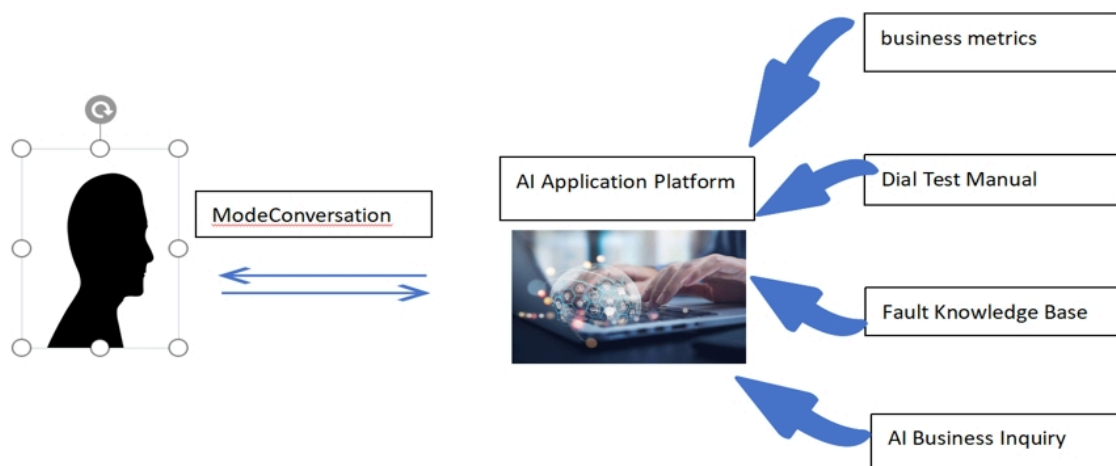 business metrics
AI Application Platform
Dial Test Manual
ModeConversation
Fault Knowledge Base
AI Business Inquiry